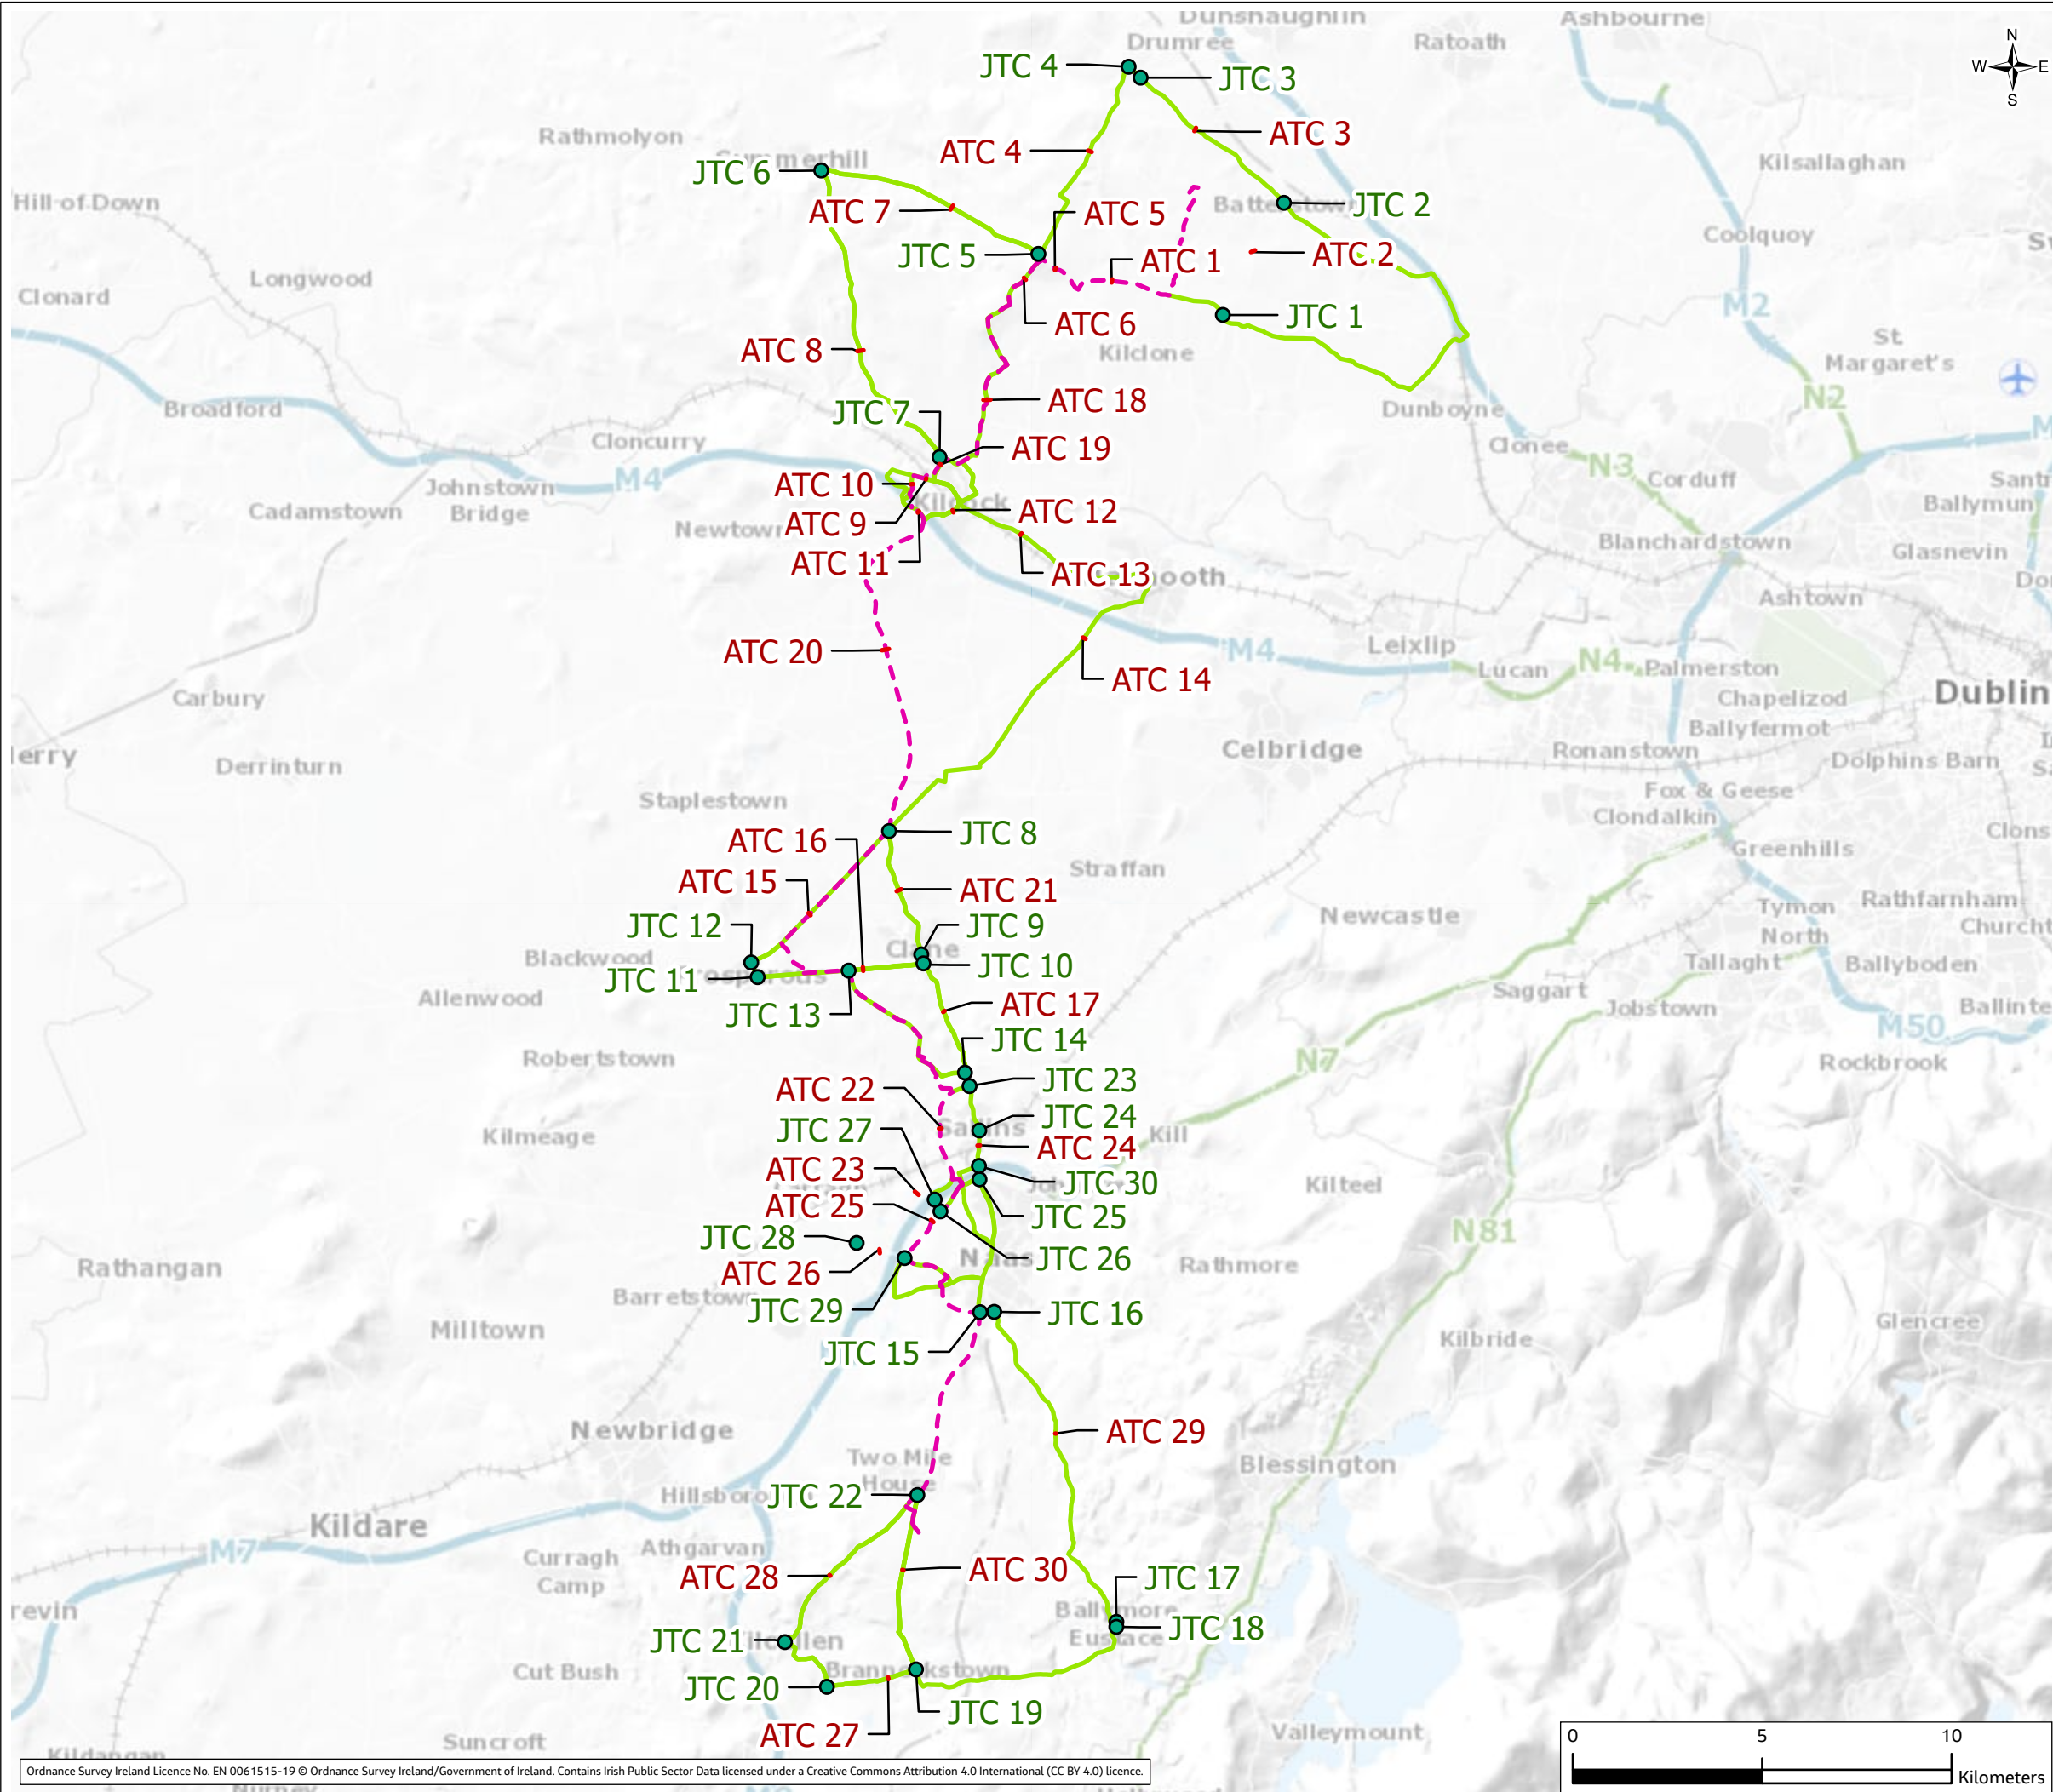 Dunshaughlin
Ashbourne
Drumree
Ratoath
N
W E
S
JTC 4
JTC 3
Rathmolyon
ATC 3
ATC 4
Kilsallaghan
JTC 6
Hill of Down
ATC 7
ATC 5
JTC 2
Coolquoy
JTC 5
ATC 1
ATC 2
Longwood
Clonard
M2
JTC 1
ATC 6
St.
Margaret's
ATC 8
Kilclone
N2
ATC 18
JTC 7
Broadford
Dunboyne
Cloncurry
ATC 19
Clonee
N3
M4
Corduff
Johnstown
Bridge
ATC 10
Kilcock
Cadamstown
ATC 12
ATC 9
Newtown
Blanchardstown
Glasnevin
ATC 11
ATC 13
Ashtown
ATC 20
M4
Leixlip
Lucan
N4
Palmerston
ATC 14
Carbury
Chapelizod
Dublin
Ballyfermot
Celbridge
Ronanstown
Dolphins Barn
Derrinturn
Staplestown
Fox & Geese
Clondalkin
ATC 16
JTC 8
Greenhills
Straffan
ATC 15
ATC 21
Rathfarnham
Tymon
North
JTC 12
JTC 9
Newcastle
Clane
Blackwood
JTC 10
Tallaght
Ballyboden
JTC 11
Prosperous
Saggart
Allenwood
JTC 13
ATC 17
Jobstown
M50
JTC 14
Robertstown
N7
Rockbrook
ATC 22
JTC 23
JTC 24
JTC 27
Sallins
Kilmeage
ATC 24
Kill
ATC 23
JTC 30
Kilteel
ATC 25
JTC 25
JTC 28
N81
JTC 26
Naas
Rathangan
ATC 26
Rathmore
Barretstown
JTC 29
JTC 16
Milltown
Glencree
Kilbride
JTC 15
Newbridge
ATC 29
Two Mile
House
Blessington
JTC 22
Kildare
M7
Athgarvan
Curragh
Camp
ATC 28
ATC 30
JTC 17
Ballymore
Eustace
JTC 18
JTC 21
Cut Bush
Brannockstown
JTC 20
JTC 19
ATC 27
Suncroft
Valleymount
Kildangan
0 5 10
Kilometers
Ordnance Survey Ireland Licence No. EN 0061515-19 © Ordnance Survey Ireland/Government of Ireland. Contains Irish Public Sector Data licensed under a Creative Commons Attribution 4.0 International (CC BY 4.0) licence.